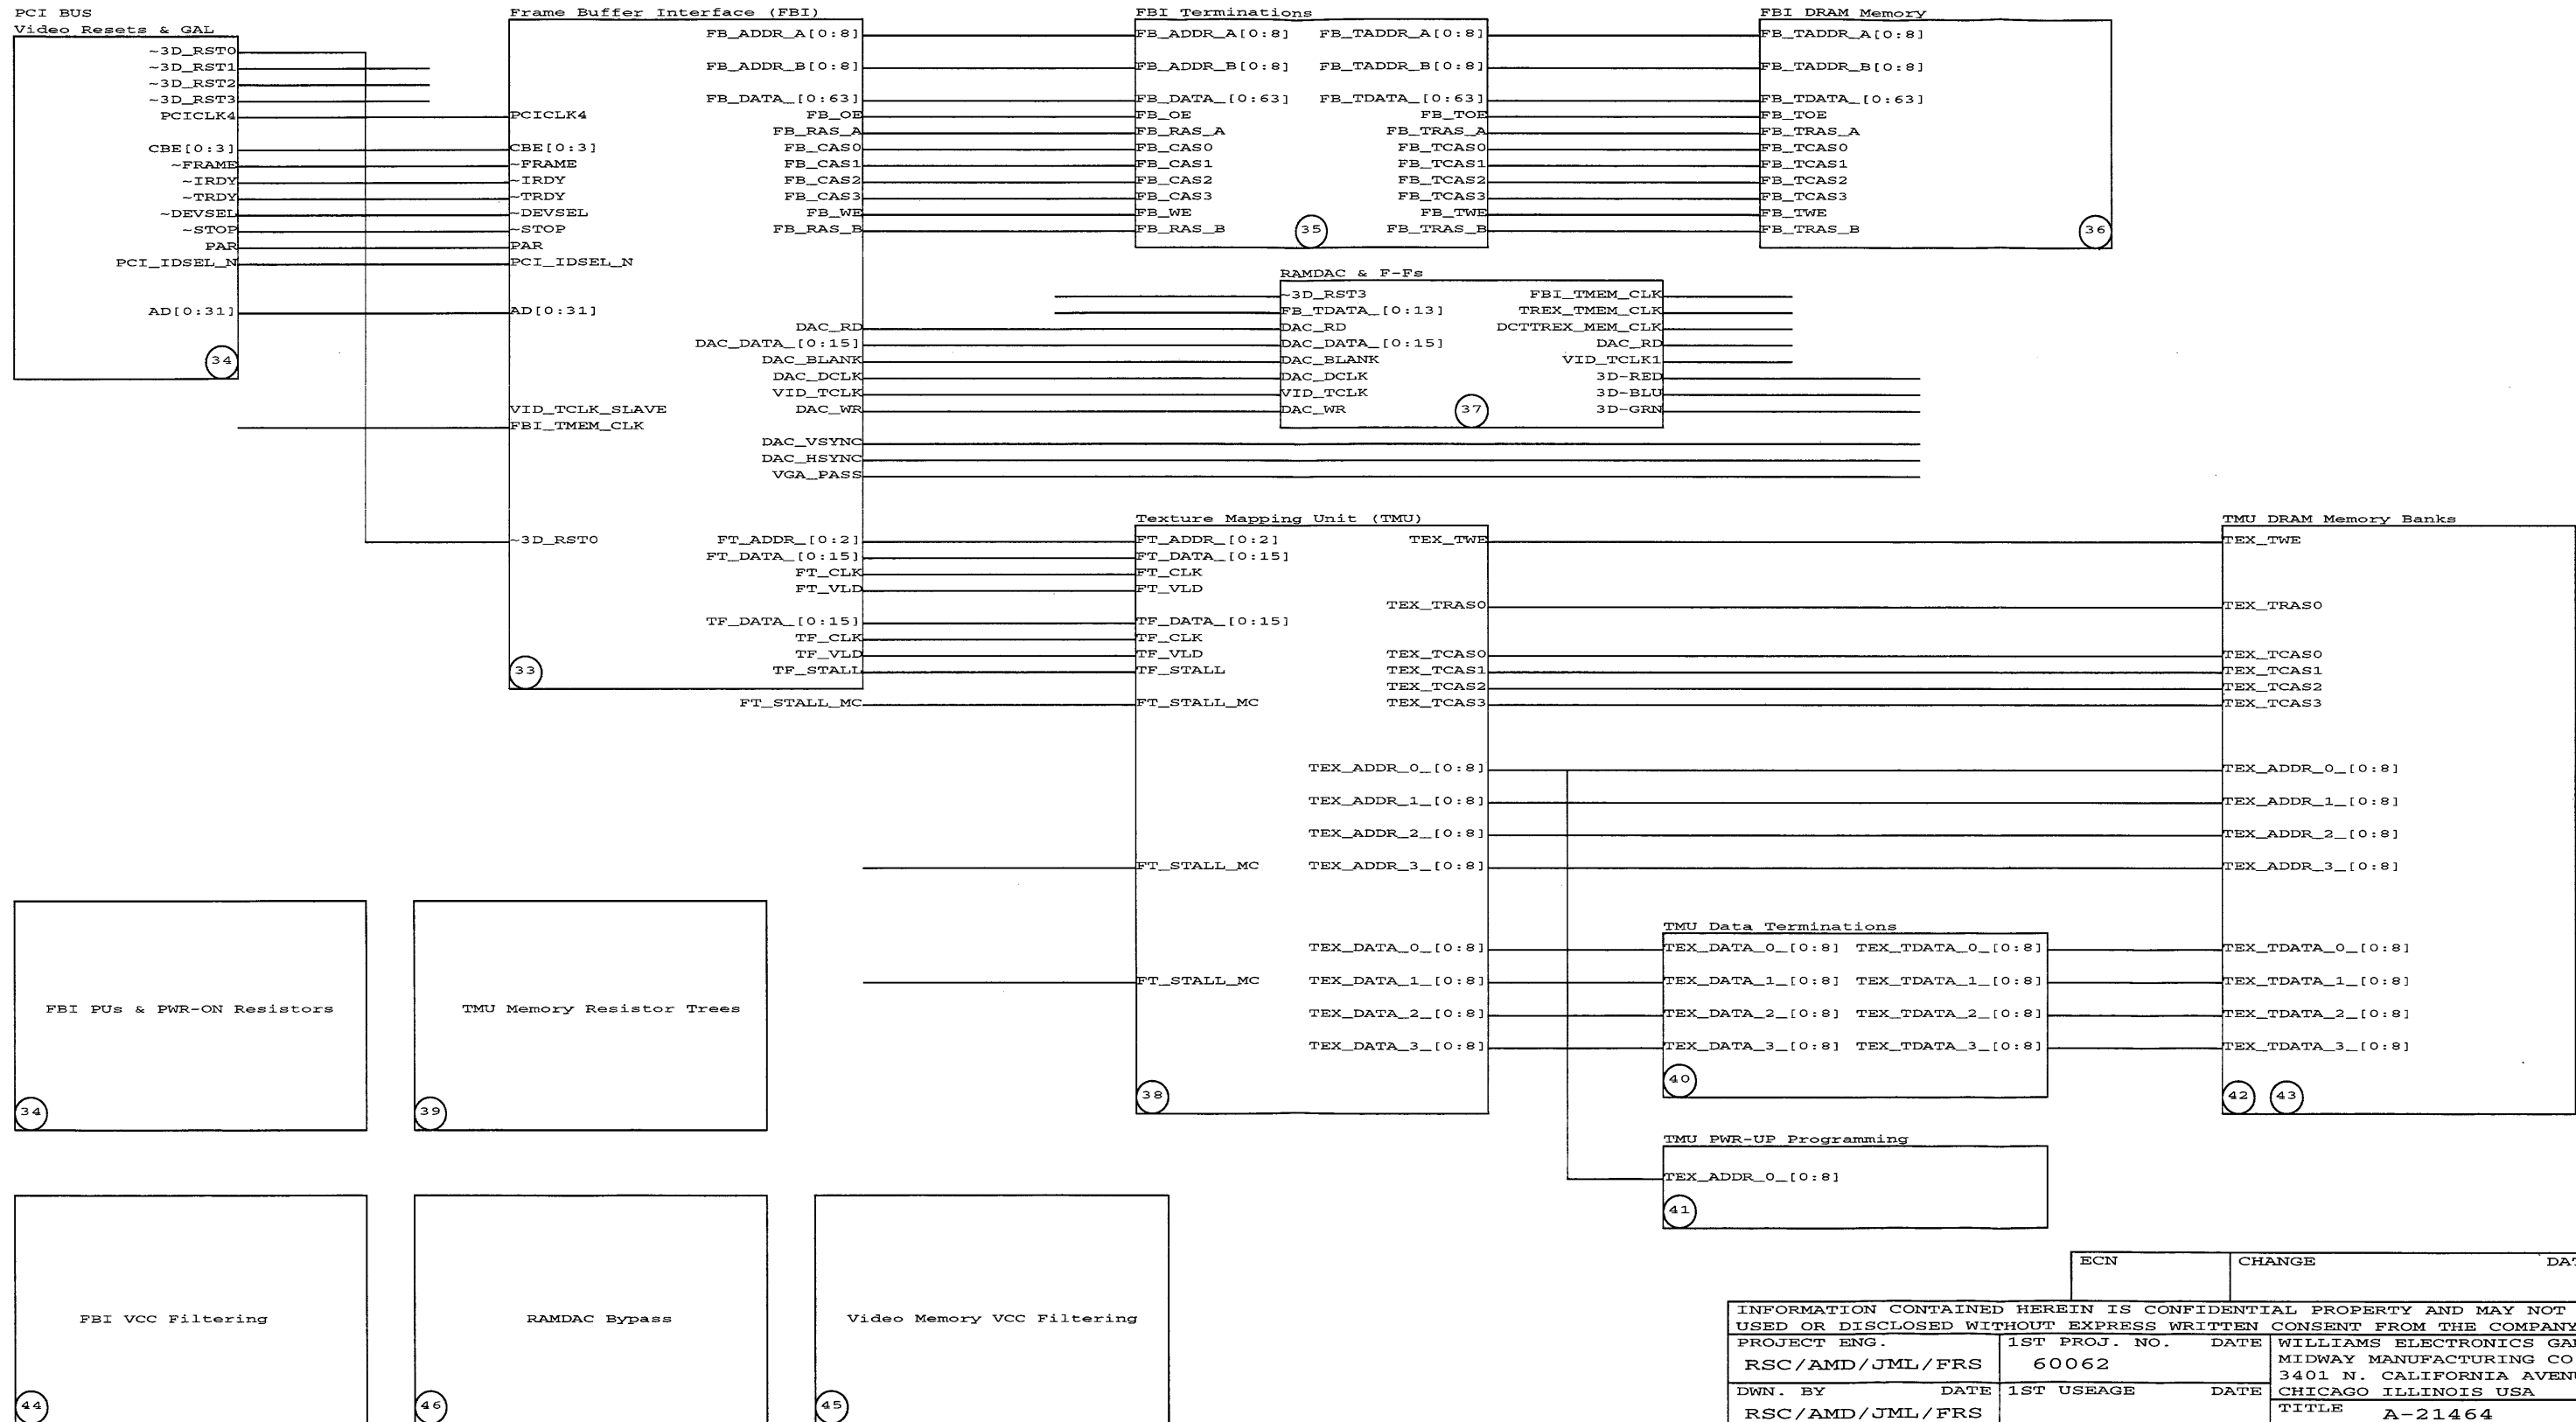 PCI BUS
Video Resets & GAL
~3D_RST0
~3D_RST1
~3D_RST2
~3D_RST3
PCICLK4
CBE[0:3]
~FRAME
~IRDY
~TRDY
~DEVSEL
~STOP
PAR
PCI_IDSEL_N
AD[0:31]
34
Frame Buffer Interface (FBI)
PCICLK4
CBE[0:3]
~FRAME
~IRDY
~TRDY
~DEVSEL
~STOP
PAR
PCI_IDSEL_N
AD[0:31]
VID_TCLK_SLAVE
FBI_TMEM_CLK
~3D_RST0
33
FB_ADDR_A[0:8]
FB_ADDR_B[0:8]
FB_DATA_[0:63]
FB_OE
FB_RAS_A
FB_CAS0
FB_CAS1
FB_CAS2
FB_CAS3
FB_WE
FB_RAS_B
DAC_RD
DAC_DATA_[0:15]
DAC_BLANK
DAC_DCLK
VID_TCLK
DAC_WR
DAC_VSYNC
DAC_HSYNC
VGA_PASS
FT_ADDR_[0:2]
FT_DATA_[0:15]
FT_CLK
FT_VLD
TF_DATA_[0:15]
TF_CLK
TF_VLD
TF_STALL
FT_STALL_MC
FBI Terminations
FB_ADDR_A[0:8] FB_TADDR_A[0:8]
FB_ADDR_B[0:8] FB_TADDR_B[0:8]
FB_DATA_[0:63] FB_TDATA_[0:63]
FB_OE FB_TOE
FB_RAS_A FB_TRAS_A
FB_CAS0 FB_TCAS0
FB_CAS1 FB_TCAS1
FB_CAS2 FB_TCAS2
FB_CAS3 FB_TCAS3
FB_WE FB_TWE
FB_RAS_B 35 FB_TRAS_B
FBI DRAM Memory
FB_TADDR_A[0:8]
FB_TADDR_B[0:8]
FB_TDATA_[0:63]
FB_TOE
FB_TRAS_A
FB_TCAS0
FB_TCAS1
FB_TCAS2
FB_TCAS3
FB_TWE
FB_TRAS_B 36
RAMDAC & F-Fs
~3D_RST3 FBI_TMEM_CLK
FB_TDATA_[0:13] TREX_TMEM_CLK
DAC_RD DCTTREX_MEM_CLK
DAC_DATA_[0:15] DAC_RD
DAC_BLANK VID_TCLK1
DAC_DCLK 3D-RED
VID_TCLK 3D-BLU
DAC_WR 37 3D-GRN
Texture Mapping Unit (TMU)
FT_ADDR_[0:2] TEX_TWE
FT_DATA_[0:15]
FT_CLK
FT_VLD
TEX_TRAS0
TF_DATA_[0:15]
TF_CLK
TF_VLD TEX_TCAS0
TF_STALL TEX_TCAS1
TEX_TCAS2
FT_STALL_MC TEX_TCAS3
TEX_ADDR_0_[0:8]
TEX_ADDR_1_[0:8]
TEX_ADDR_2_[0:8]
FT_STALL_MC TEX_ADDR_3_[0:8]
TEX_DATA_0_[0:8]
FT_STALL_MC TEX_DATA_1_[0:8]
TEX_DATA_2_[0:8]
TEX_DATA_3_[0:8]
38
TMU DRAM Memory Banks
TEX_TWE
TEX_TRAS0
TEX_TCAS0
TEX_TCAS1
TEX_TCAS2
TEX_TCAS3
TEX_ADDR_0_[0:8]
TEX_ADDR_1_[0:8]
TEX_ADDR_2_[0:8]
TEX_ADDR_3_[0:8]
TEX_TDATA_0_[0:8]
TEX_TDATA_1_[0:8]
TEX_TDATA_2_[0:8]
TEX_TDATA_3_[0:8]
42 43
TMU Data Terminations
TEX_DATA_0_[0:8] TEX_TDATA_0_[0:8]
TEX_DATA_1_[0:8] TEX_TDATA_1_[0:8]
TEX_DATA_2_[0:8] TEX_TDATA_2_[0:8]
TEX_DATA_3_[0:8] TEX_TDATA_3_[0:8]
40
TMU PWR-UP Programming
TEX_ADDR_0_[0:8]
41
FBI PUs & PWR-ON Resistors
34
TMU Memory Resistor Trees
39
FBI VCC Filtering
44
RAMDAC Bypass
46
Video Memory VCC Filtering
45
ECN CHANGE DAT
INFORMATION CONTAINED HEREIN IS CONFIDENTIAL PROPERTY AND MAY NOT
USED OR DISCLOSED WITHOUT EXPRESS WRITTEN CONSENT FROM THE COMPANY
PROJECT ENG. 1ST PROJ. NO. DATE
RSC/AMD/JML/FRS 60062
DWN. BY DATE 1ST USEAGE DATE
RSC/AMD/JML/FRS
WILLIAMS ELECTRONICS GA
MIDWAY MANUFACTURING CO
3401 N. CALIFORNIA AVEN
CHICAGO ILLINOIS USA
TITLE A-21464